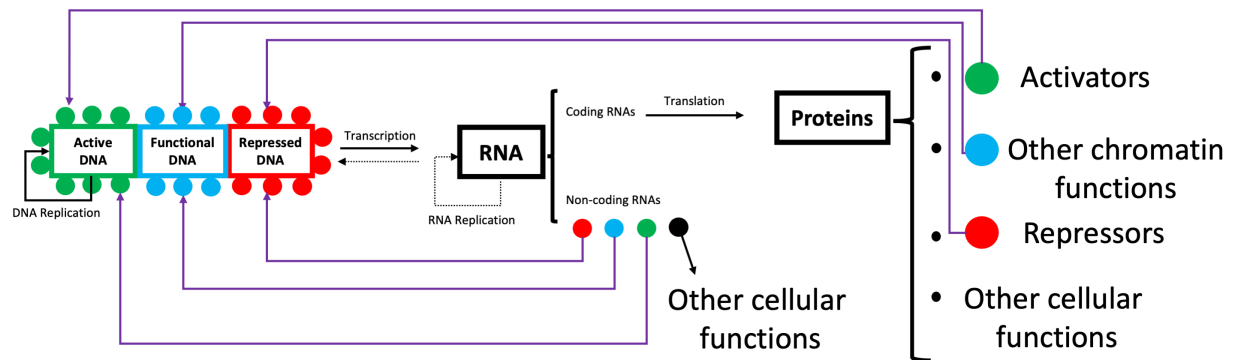 Active
DNA
Functional
DNA
Repressed
DNA
DNA Replication
Transcription
RNA
RNA Replication
Coding RNAs
Translation
Non-coding RNAs
Other cellular
functions
Proteins
Activators
Other chromatin
functions
Repressors
Other cellular
functions